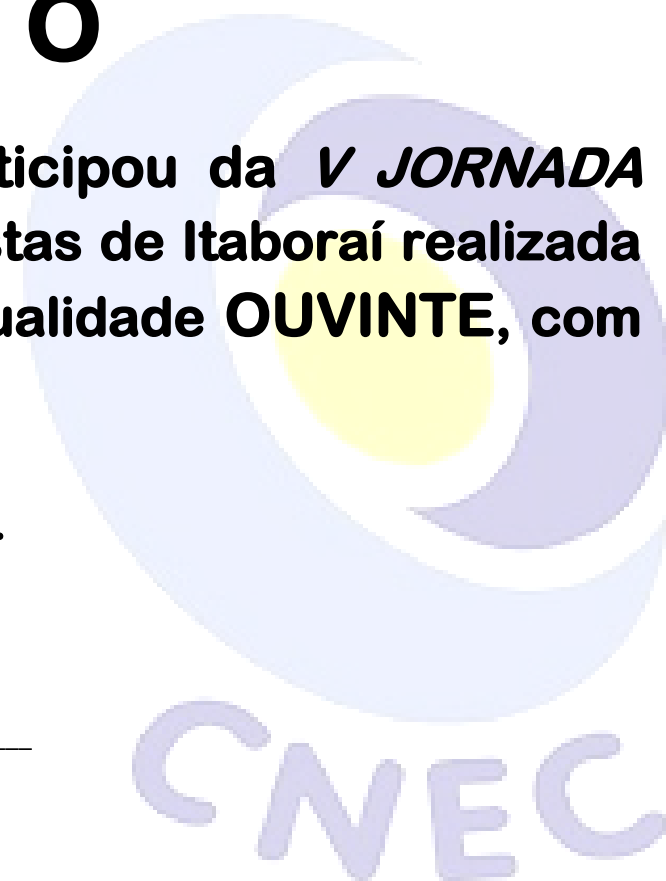 O
ticipou da V JORNADA
stas de Itaboraí realizada
ualidade OUVINTE, com
.
CNEC